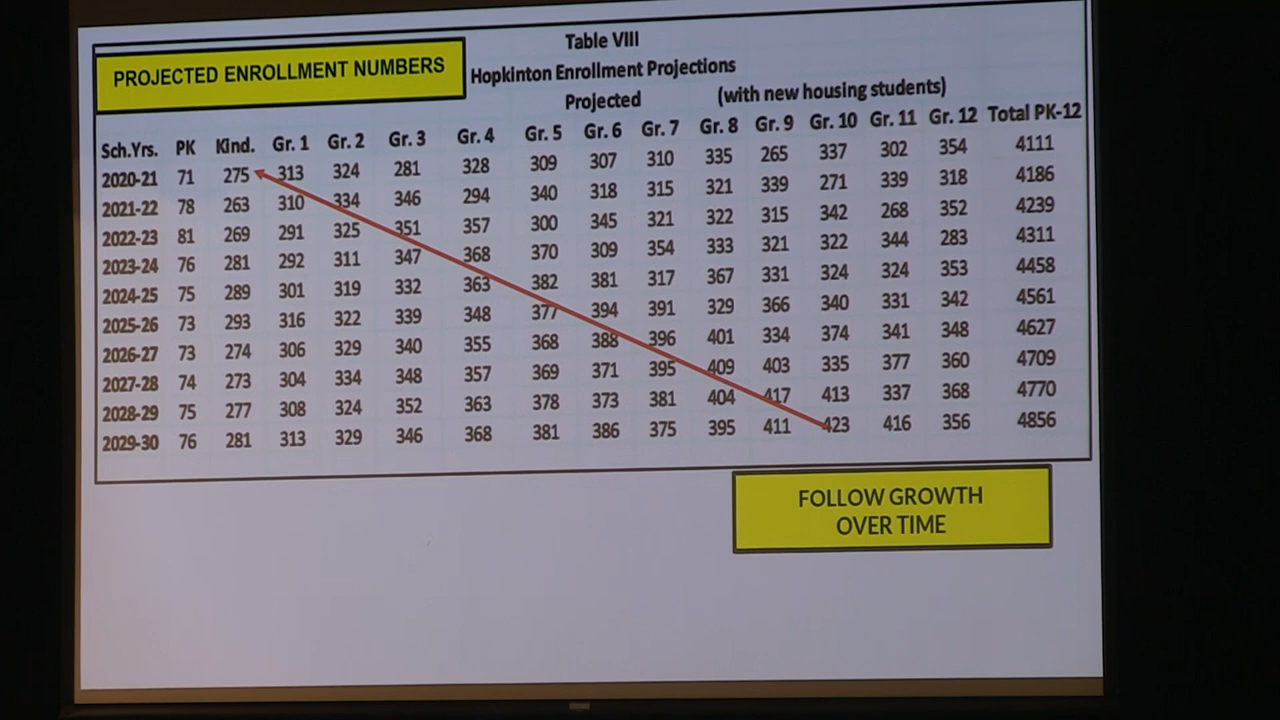 PROJECTED ENROLLMENT NUMBERS
Table VIII
Hopkinton Enrollment Projections
Projected (with new housing students)
Sch.Yrs. PK Kind. Gr. 1 Gr. 2 Gr. 3 Gr. 4 Gr. 5 Gr. 6 Gr. 7 Gr. 8 Gr. 9 Gr. 10 Gr. 11 Gr. 12 Total PK-12
2020-21 71 275 313 324 281 328 309 307 310 335 265 337 302 354 4111
2021-22 78 263 310 334 346 294 340 318 315 321 339 271 339 318 4186
2022-23 81 269 291 325 351 357 300 345 321 322 315 342 268 352 4239
2023-24 76 281 292 311 347 368 370 309 354 333 321 322 344 283 4311
2024-25 75 289 301 319 332 363 382 381 317 367 331 324 324 353 4458
2025-26 73 293 316 322 339 348 377 394 391 329 366 340 331 342 4561
2026-27 73 274 306 329 340 355 368 388 396 401 334 374 341 348 4627
2027-28 74 273 304 334 348 357 369 371 395 409 403 335 377 360 4709
2028-29 75 277 308 324 352 363 378 373 381 404 417 413 337 368 4770
2029-30 76 281 313 329 346 368 381 386 375 395 411 423 416 356 4856
FOLLOW GROWTH
OVER TIME